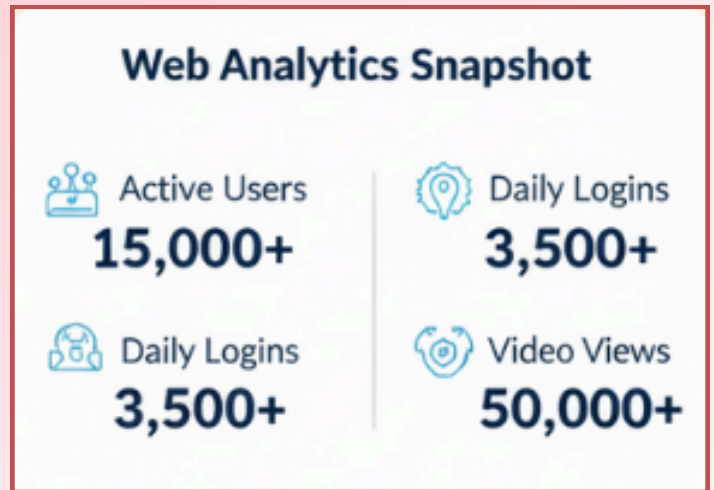 Web Analytics Snapshot
Active Users
15,000+
Daily Logins
3,500+
Daily Logins
3,500+
Video Views
50,000+